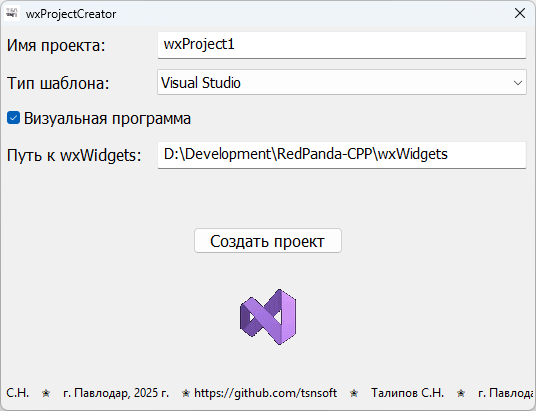 wxProjectCreator
Имя проекта: wxProject1
Тип шаблона: Visual Studio
Визуальная программа
Путь к wxWidgets: D:\Development\RedPanda-CPP\wxWidgets
Создать проект
С.Н. ✬ г. Павлодар, 2025 г. ✬ https://github.com/tsnsoft ✬ Талипов С.Н. ✬ г. Павлода